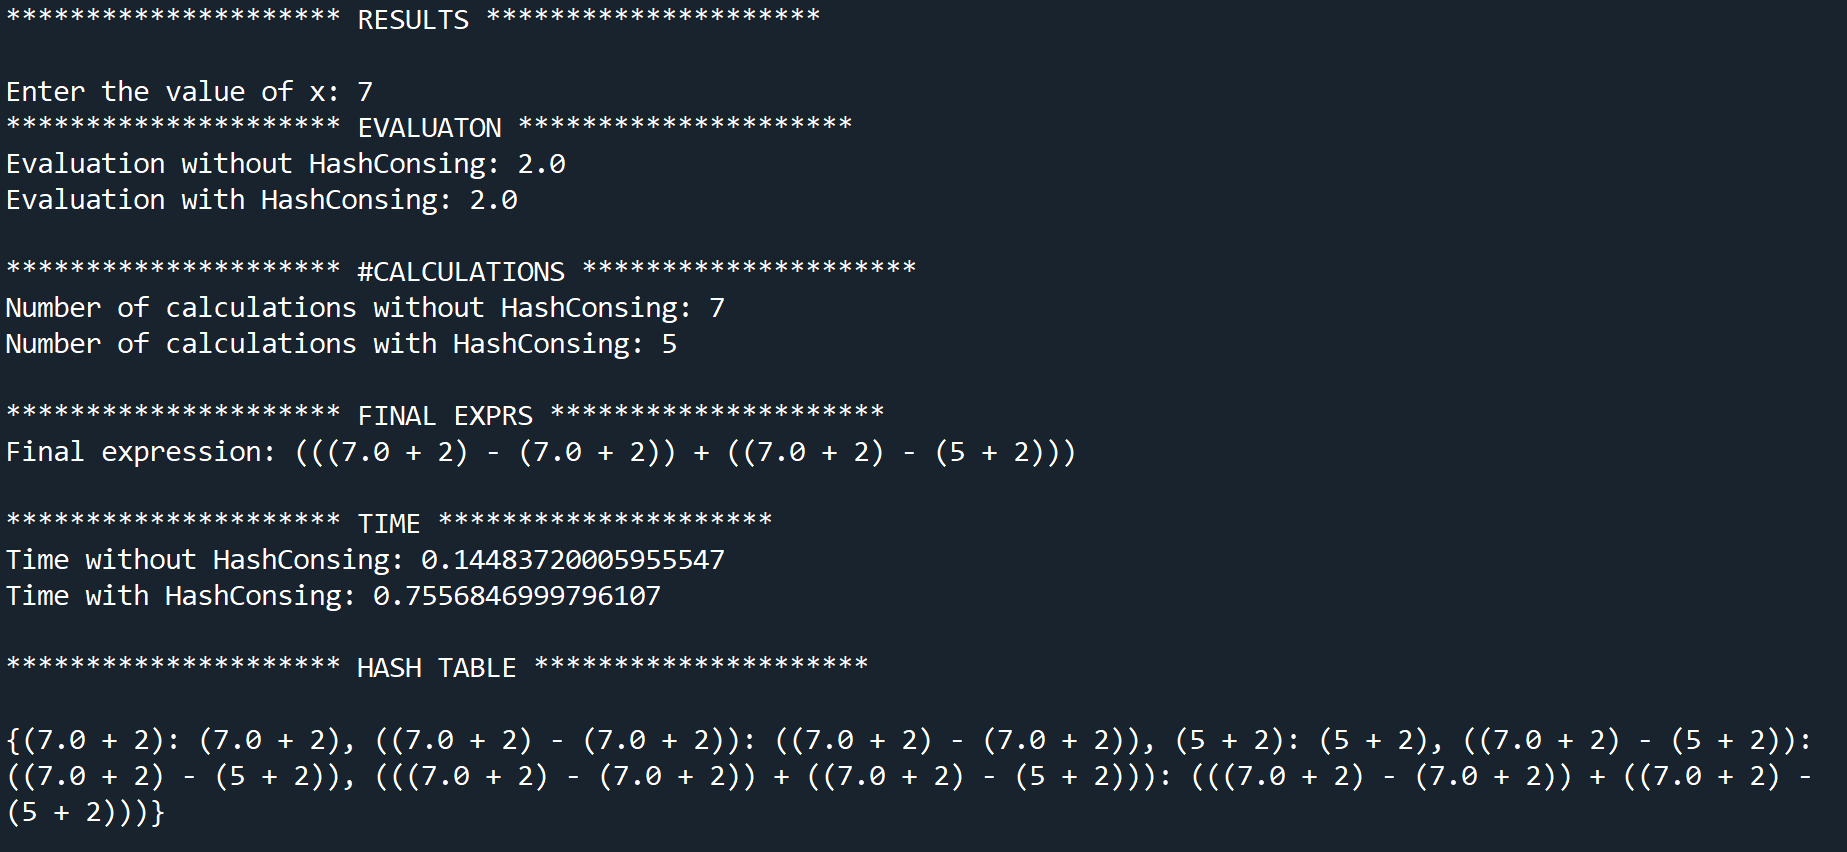 ********************* RESULTS *********************
Enter the value of x: 7
********************* EVALUATON *********************
Evaluation without HashConsing: 2.0
Evaluation with HashConsing: 2.0
********************* #CALCULATIONS *********************
Number of calculations without HashConsing: 7
Number of calculations with HashConsing: 5
********************* FINAL EXPRS *********************
Final expression: (((7.0 + 2) - (7.0 + 2)) + ((7.0 + 2) - (5 + 2)))
********************* TIME *********************
Time without HashConsing: 0.14483720005955547
Time with HashConsing: 0.7556846999796107
********************* HASH TABLE *********************
{(7.0 + 2): (7.0 + 2), ((7.0 + 2) - (7.0 + 2)): ((7.0 + 2) - (7.0 + 2)), (5 + 2): (5 + 2), ((7.0 + 2) - (5 + 2)):
((7.0 + 2) - (5 + 2)), (((7.0 + 2) - (7.0 + 2)) + ((7.0 + 2) - (5 + 2))): (((7.0 + 2) - (7.0 + 2)) + ((7.0 + 2) -
(5 + 2)))}